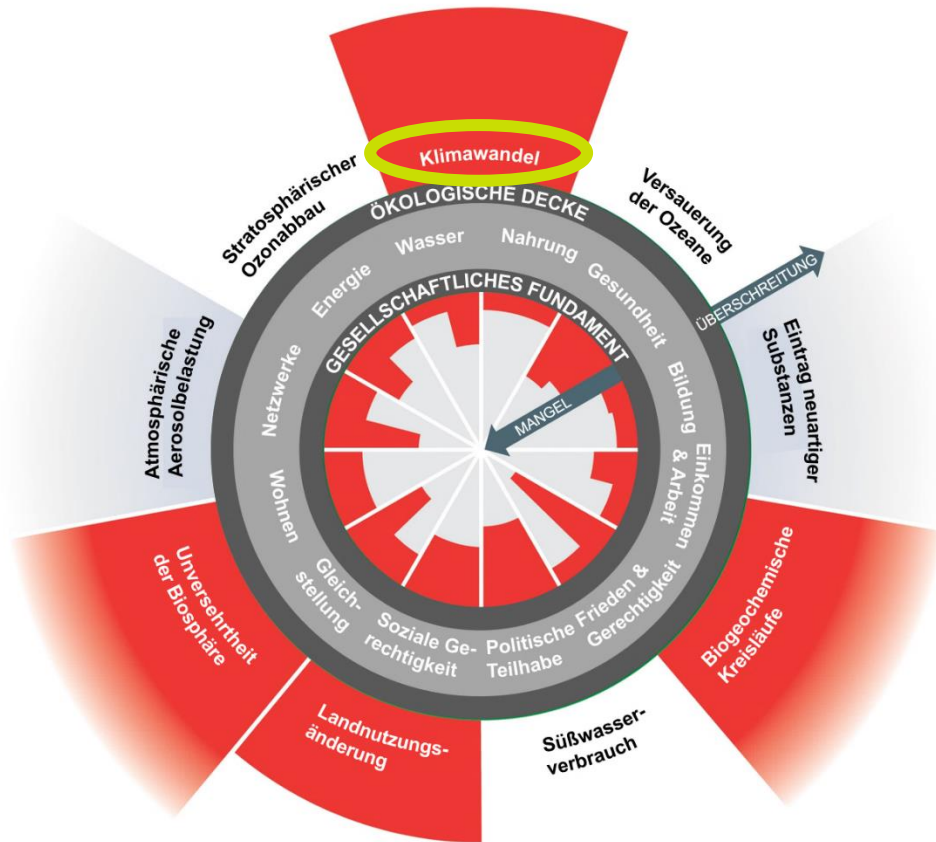 Klimawandel
Stratosphärischer
Ozonabbau
Versauerung
der Ozeane
ÖKOLOGISCHE DECKE
ÜBERSCHREITUNG
Wasser
Nahrung
Energie
Gesundheit
GESELLSCHAFTLICHES FUNDAMENT
Atmosphärische
Aerosolbelastung
Netzwerke
Bildung
Eintrag neuartiger
Substanzen
MANGEL
Einkommen
& Arbeit
Wohnen
Unversehrtheit
der Biosphäre
Gleich-
stellung
Soziale Ge-
rechtigkeit
Politische
Teilhabe
Frieden &
Gerechtigkeit
Biogeochemische
Kreisläufe
Landnutzungs-
änderung
Süßwasser-
verbrauch